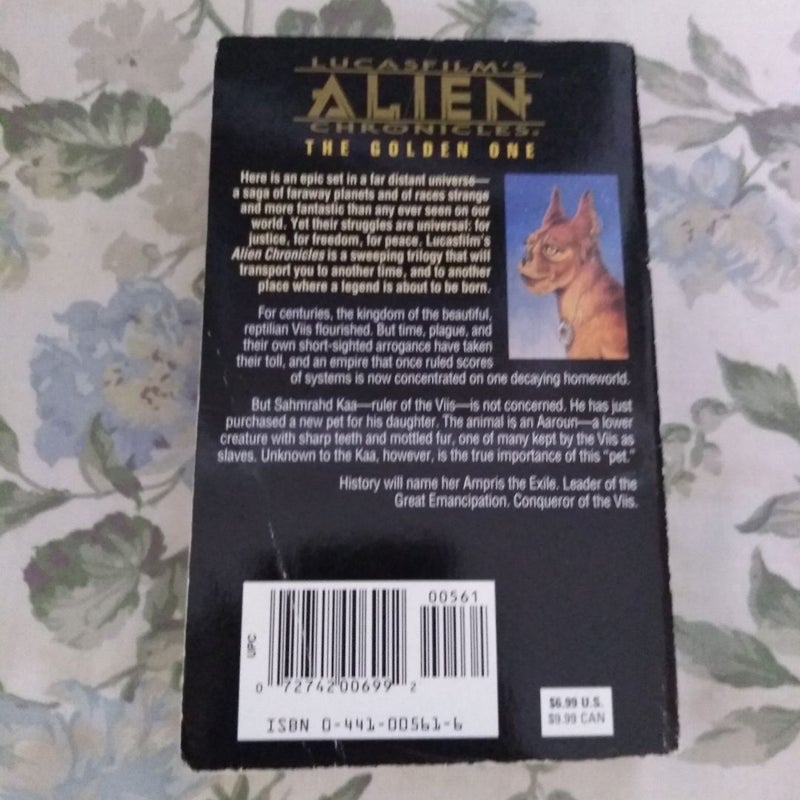 LUCASFILM'S
ALIEN
CHRONICLES.
THE GOLDEN ONE
Here is an epic set in a far distant universe—
a saga of faraway planets and of races strange
and more fantastic than any ever seen on our
world. Yet their struggles are universal: for
justice, for freedom, for peace. Lucasfilm's
Alien Chronicles is a sweeping trilogy that will
transport you to another time, and to another
place where a legend is about to be born.
For centuries, the kingdom of the beautiful,
reptilian Viis flourished. But time, plague, and
their own short-sighted arrogance have taken
their toll, and an empire that once ruled scores
of systems is now concentrated on one decaying homeworld.
But Sahmrahd Kaa—ruler of the Viis—is not concerned. He has just
purchased a new pet for his daughter. The animal is an Aaroun—a lower
creature with sharp teeth and mottled fur, one of many kept by the Viis as
slaves. Unknown to the Kaa, however, is the true importance of this "pet."
History will name her Ampris the Exile. Leader of the
Great Emancipation. Conqueror of the Viis.
00561
UPC
0 72742 00699 2
ISBN 0-441-00561-6
$6.99 U.S.
$9.99 CAN